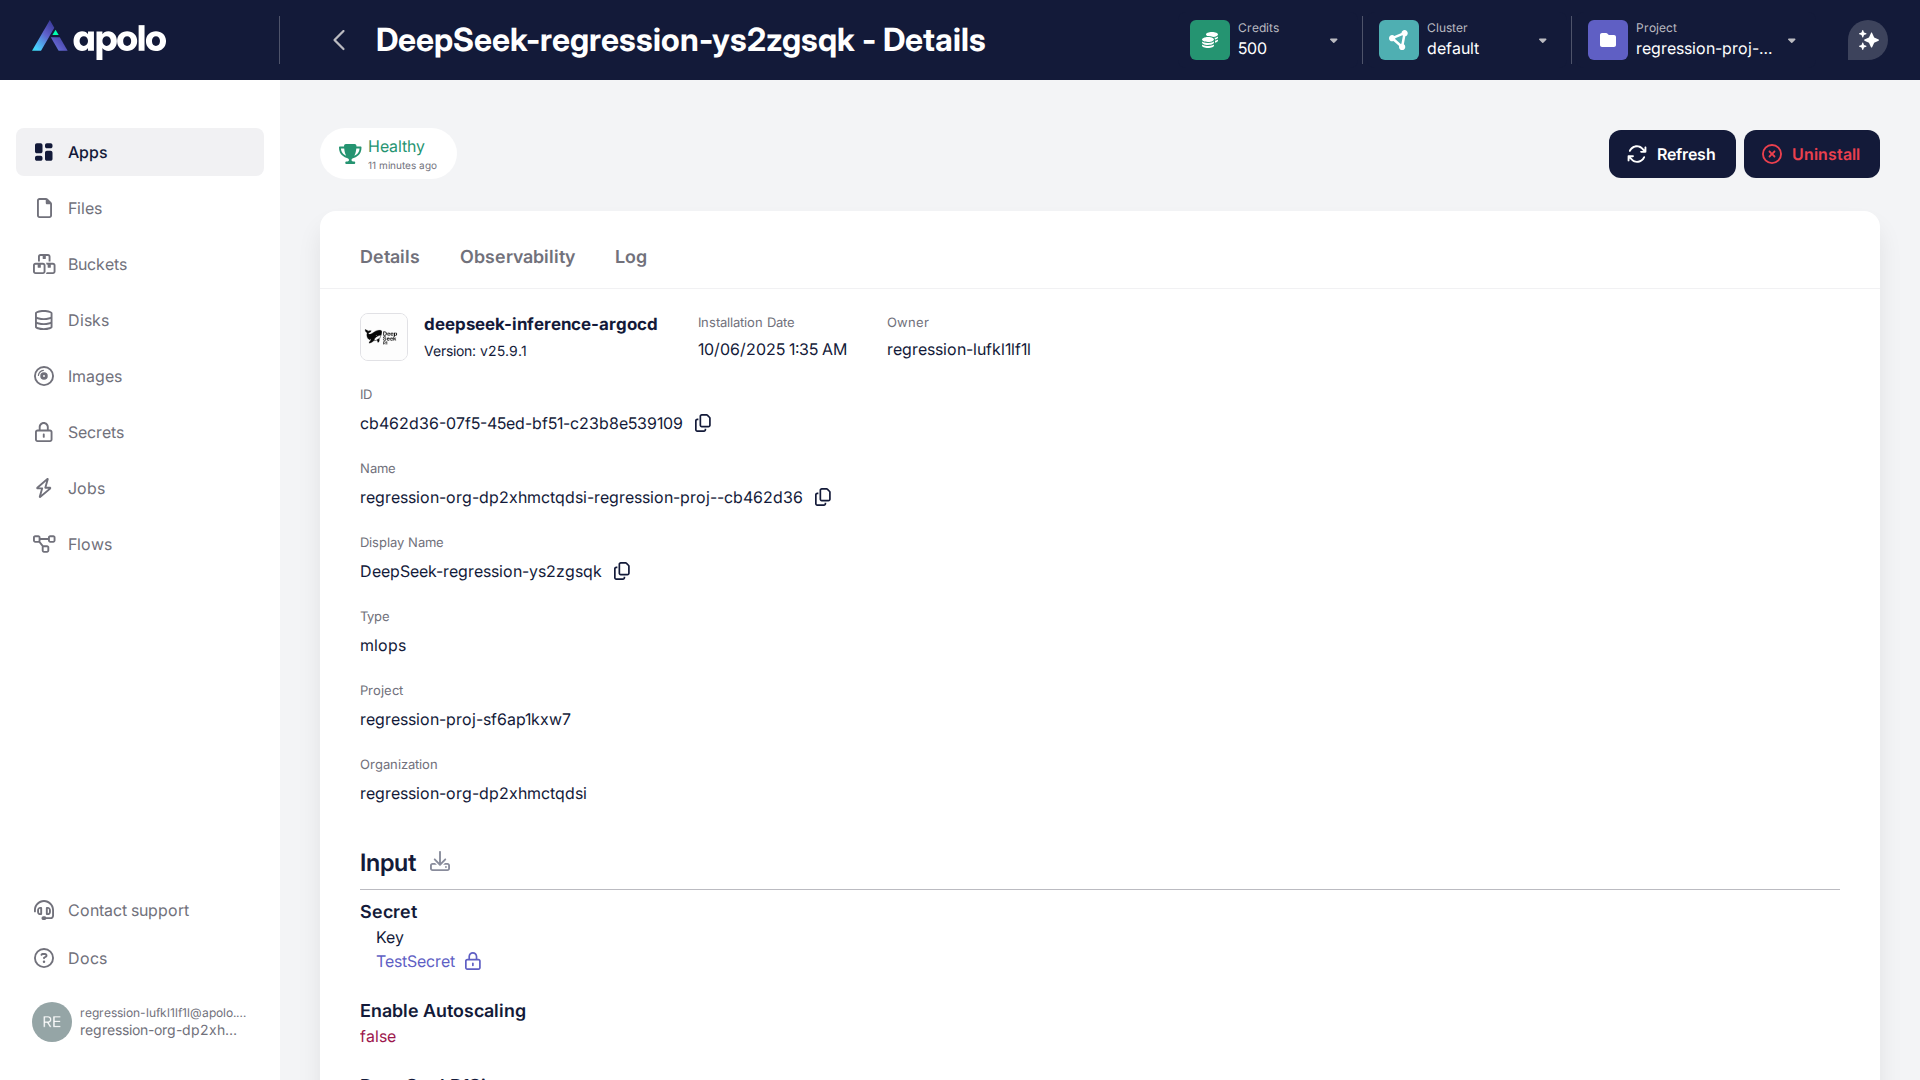 apolo
DeepSeek-regression-ys2zgsqk - Details
Credits
500
Cluster
default
Project
regression-proj-...
Apps
Files
Buckets
Disks
Images
Secrets
Jobs
Flows
Contact support
Docs
RE
regression-lufkl1lf1l@apolo....
regression-org-dp2xh...
Healthy
11 minutes ago
Refresh
Uninstall
Details
Observability
Log
deepseek-inference-argocd
Version: v25.9.1
Installation Date
10/06/2025 1:35 AM
Owner
regression-lufkl1lf1l
ID
cb462d36-07f5-45ed-bf51-c23b8e539109
Name
regression-org-dp2xhmctqdsi-regression-proj--cb462d36
Display Name
DeepSeek-regression-ys2zgsqk
Type
mlops
Project
regression-proj-sf6ap1kxw7
Organization
regression-org-dp2xhmctqdsi
Input
Secret
Key
TestSecret
Enable Autoscaling
false